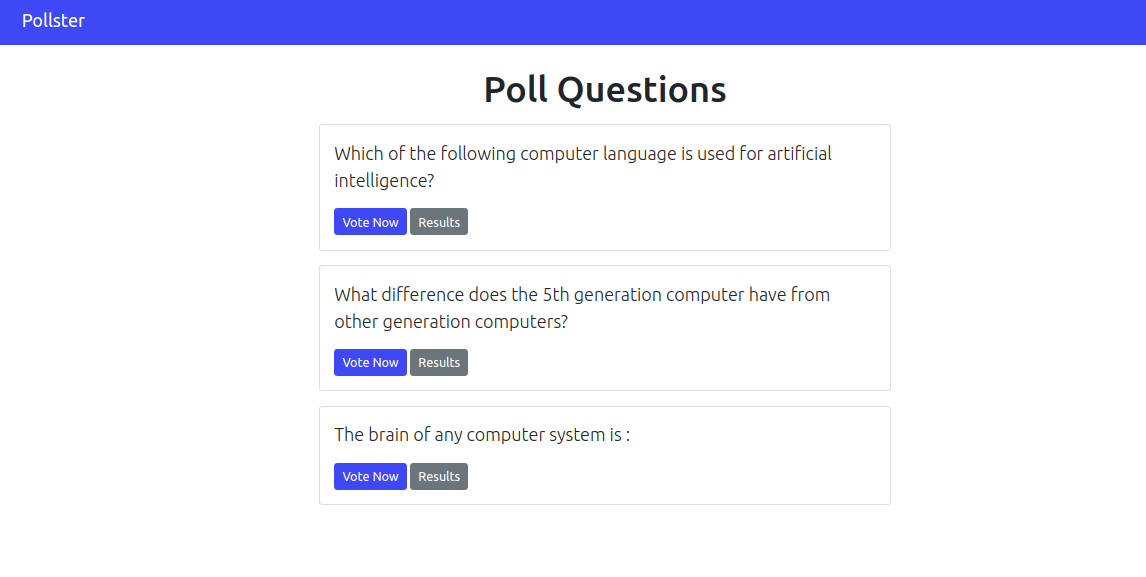 Pollster
Poll Questions
Which of the following computer language is used for artificial
intelligence?
Vote Now Results
What difference does the 5th generation computer have from
other generation computers?
Vote Now Results
The brain of any computer system is :
Vote Now Results